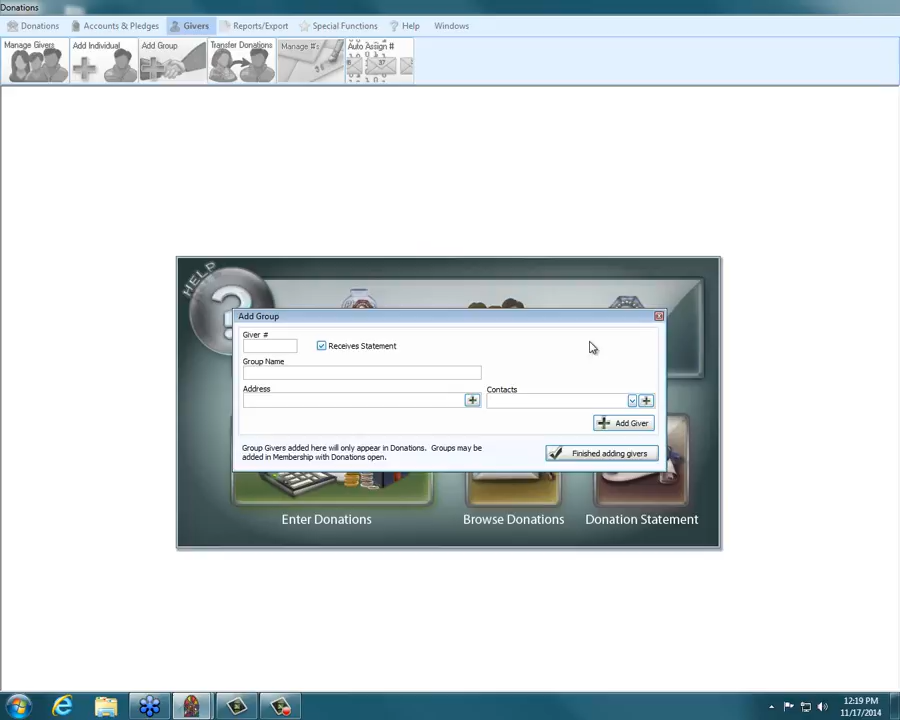 Donations
Donations Accounts & Pledges Givers Reports/Export Special Functions Help Windows
Manage Givers Add Individual Add Group Transfer Donations Manage #'s Auto Assign #
37
HELP
?
Add Group
Giver #
Receives Statement
Group Name
Address Contacts
Add Giver
Group Givers added here will only appear in Donations. Groups may be
added in Membership with Donations open.
Finished adding givers
Enter Donations Browse Donations Donation Statement
12:19 PM
11/17/2014